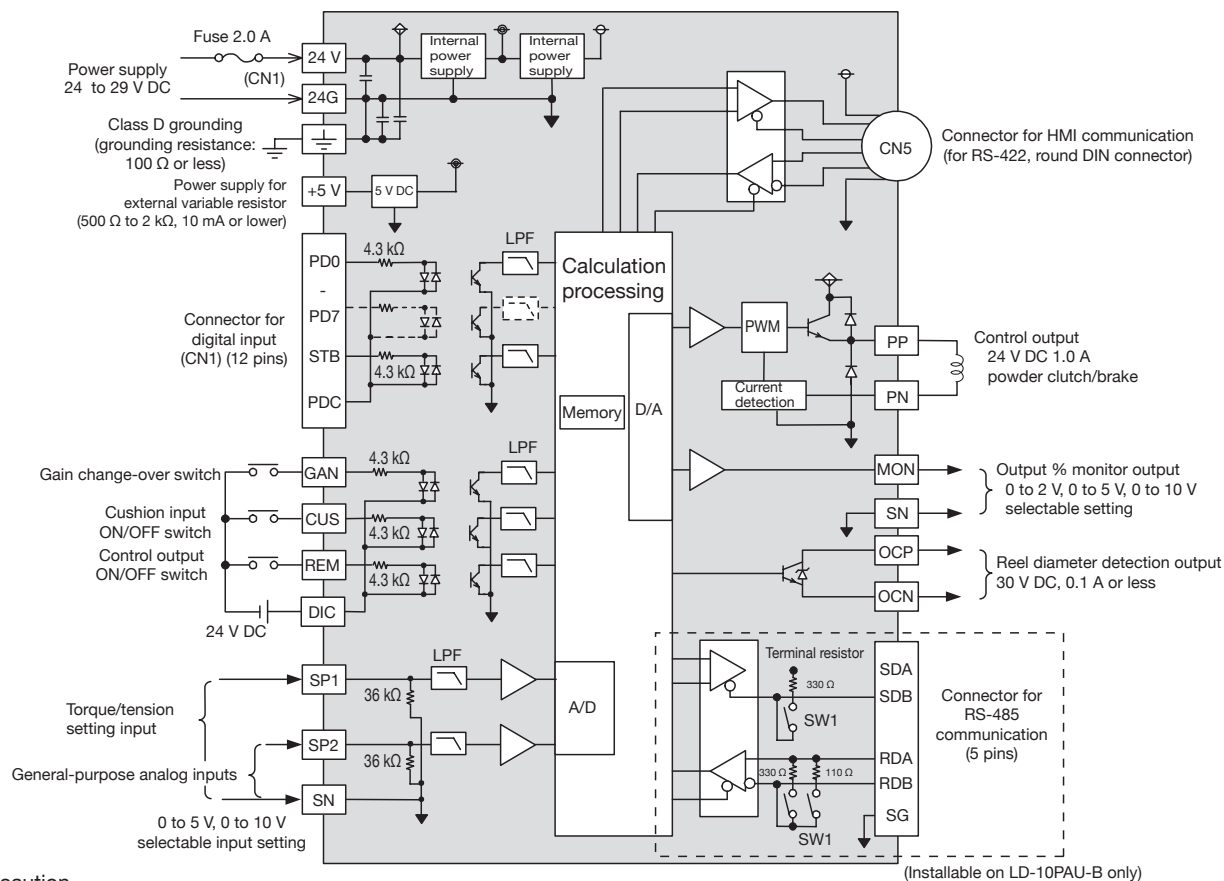 Fuse 2.0 A
(CN1)
Power supply
24 to 29 V DC
24 V
24G
Internal
power
supply
Internal
power
supply
Class D grounding
(grounding resistance:
100 Ω or less)
Power supply for
external variable resistor
(500 Ω to 2 kΩ, 10 mA or lower)
+5 V
5 V DC
CN5
Connector for HMI communication
(for RS-422, round DIN connector)
Connector for
digital input
(CN1) (12 pins)
PD0
-
PD7
STB
PDC
4.3 kΩ
4.3 kΩ
LPF
Calculation
processing
Memory
D/A
PWM
Current
detection
PP
PN
Control output
24 V DC 1.0 A
powder clutch/brake
Gain change-over switch
Cushion input
ON/OFF switch
Control output
ON/OFF switch
24 V DC
GAN
CUS
REM
DIC
4.3 kΩ
4.3 kΩ
4.3 kΩ
LPF
MON
SN
Output % monitor output
0 to 2 V, 0 to 5 V, 0 to 10 V
selectable setting
OCP
OCN
Reel diameter detection output
30 V DC, 0.1 A or less
Torque/tension
setting input
General-purpose analog inputs
SP1
SP2
SN
36 kΩ
36 kΩ
LPF
A/D
0 to 5 V, 0 to 10 V
selectable input setting
Terminal resistor
330 Ω
SW1
330 Ω
110 Ω
SW1
SDA
SDB
RDA
RDB
SG
Connector for
RS-485
communication
(5 pins)
(Installable on LD-10PAU-B only)